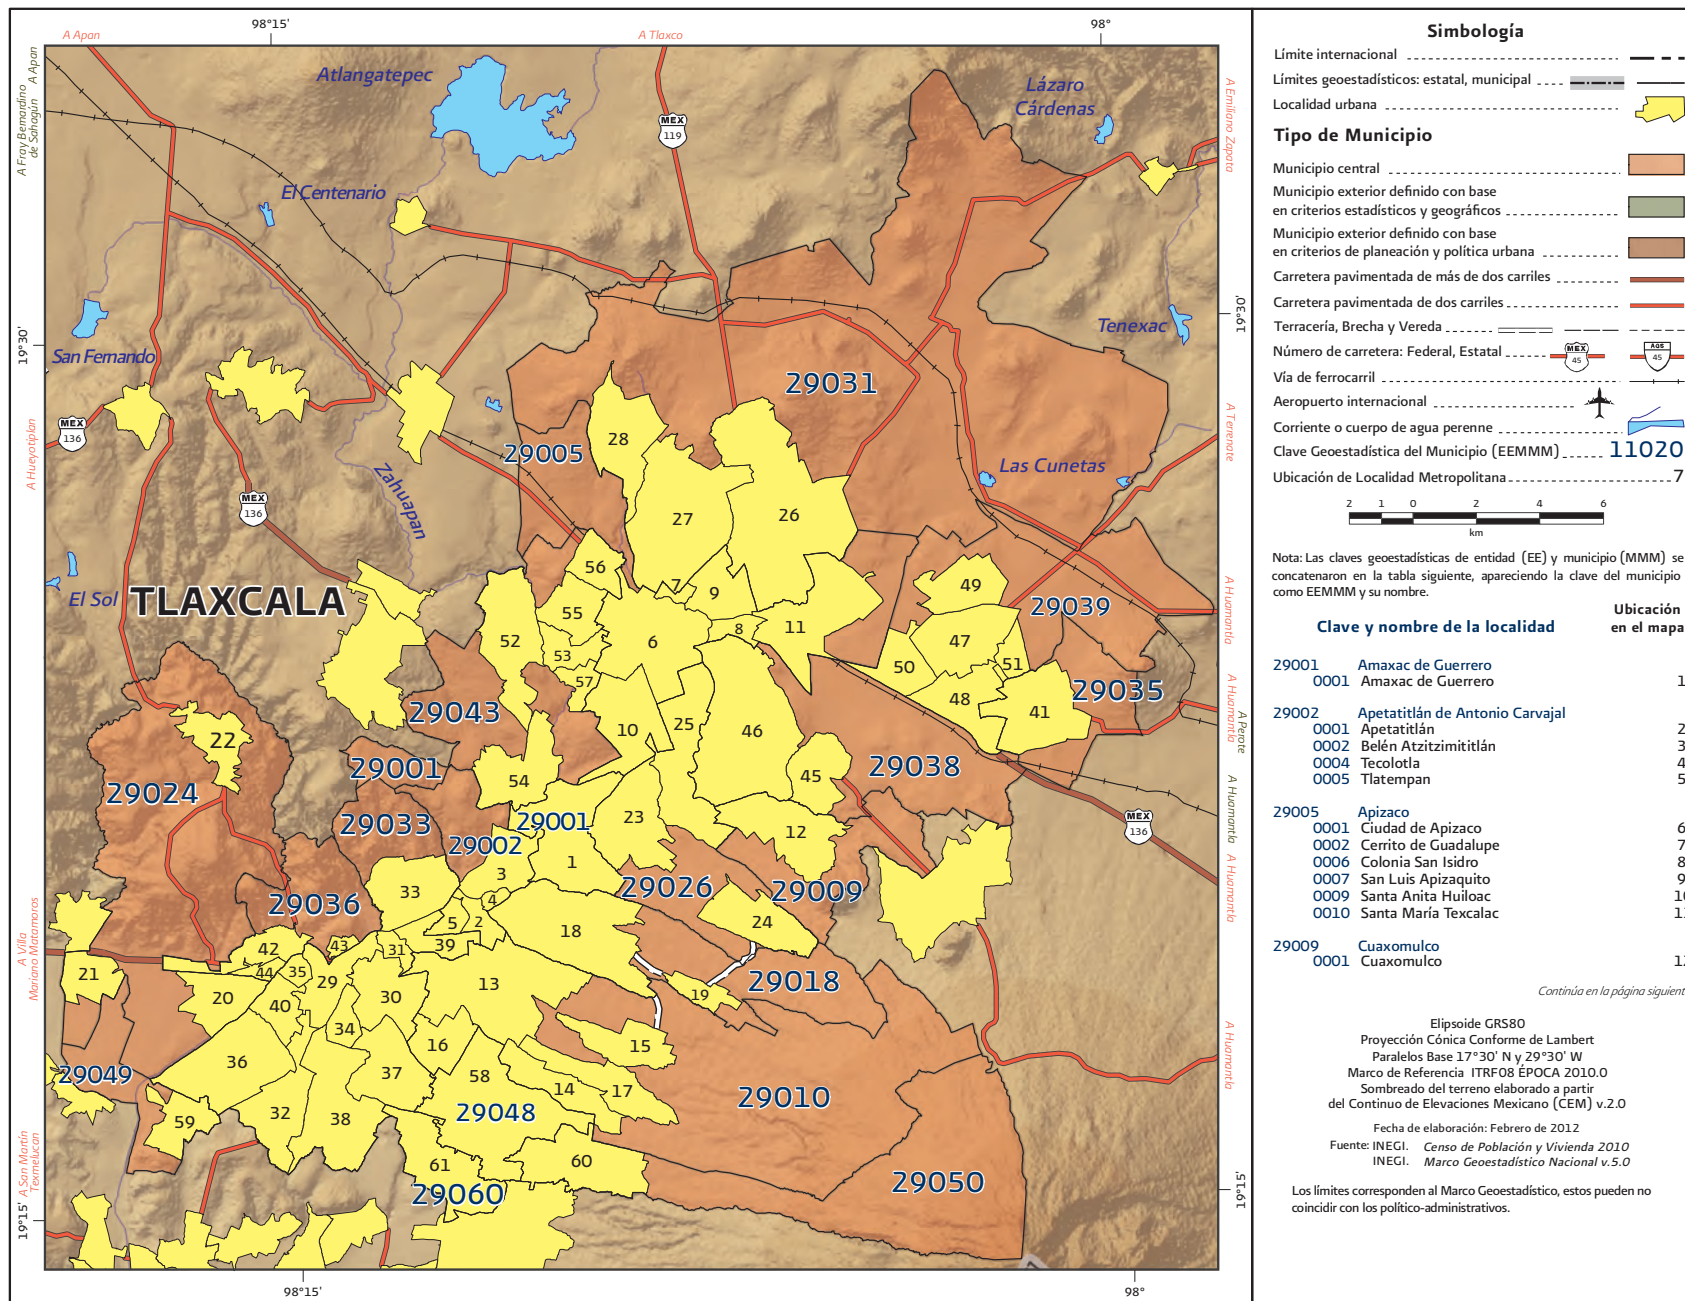 98°15'
98°
A Apan
A Tlaxco
A Fray Bernardino
de Sahagún
A Apan
Atlangatepec
Lázaro
Cárdenas
A Emiliano Zapata
MEX
119
El Centenario
19°30'
19°30'
San Fernando
Tenexac
MEX
136
A Hueyotlipan
29031
29005
28
Las Cunetas
A Terrenate
Zahuapan
MEX
136
27
26
56
El Sol
TLAXCALA
7
9
49
29039
A Huamantla
52
55
6
8
11
47
53
50
51
57
48
41
29035
A Huamantla
A Perote
29043
10
25
46
22
29001
54
45
29038
29024
A Huamantla
29033
29001
23
12
MEX
136
29002
1
3
29026
29009
A Huamantla
29036
33
4
5
2
18
24
A Villa
Mariano Matamoros
42
43
31
39
21
44
35
29
13
29018
20
40
30
19
34
16
15
A Huamantla
29049
36
37
58
14
17
29010
59
32
38
29048
61
60
29050
29060
A San Martín
Texmelucan
19°15'
19°15'
98°15'
98°
Simbología
Límite internacional
Límites geoestadísticos: estatal, municipal
Localidad urbana
Tipo de Municipio
Municipio central
Municipio exterior definido con base
en criterios estadísticos y geográficos
Municipio exterior definido con base
en criterios de planeación y política urbana
Carretera pavimentada de más de dos carriles
Carretera pavimentada de dos carriles
Terracería, Brecha y Vereda
Número de carretera: Federal, Estatal MEX 45 AGS 45
Vía de ferrocarril
Aeropuerto internacional
Corriente o cuerpo de agua perenne
Clave Geoestadística del Municipio (EEMMM) 11020
Ubicación de Localidad Metropolitana 7
2 1 0 2 4 6
km
Nota: Las claves geoestadísticas de entidad (EE) y municipio (MMM) se
concatenaron en la tabla siguiente, apareciendo la clave del municipio
como EEMMM y su nombre.
Ubicación
Clave y nombre de la localidad en el mapa
29001 Amaxac de Guerrero
0001 Amaxac de Guerrero 1
29002 Apetatitlán de Antonio Carvajal
0001 Apetatitlán 2
0002 Belén Atzitzimititlán 3
0004 Tecolotla 4
0005 Tlatempan 5
29005 Apizaco
0001 Ciudad de Apizaco 6
0002 Cerrito de Guadalupe 7
0006 Colonia San Isidro 8
0007 San Luis Apizaquito 9
0009 Santa Anita Huiloac 10
0010 Santa María Texcalac
29009 Cuaxomulco
0001 Cuaxomulco
Continúa en la página siguient
Elipsoide GRS80
Proyección Cónica Conforme de Lambert
Paralelos Base 17°30' N y 29°30' W
Marco de Referencia ITRF08 ÉPOCA 2010.0
Sombreado del terreno elaborado a partir
del Continuo de Elevaciones Mexicano (CEM) v.2.0
Fecha de elaboración: Febrero de 2012
Fuente: INEGI. Censo de Población y Vivienda 2010
INEGI. Marco Geoestadístico Nacional v.5.0
Los límites corresponden al Marco Geoestadístico, estos pueden no
coincidir con los político-administrativos.